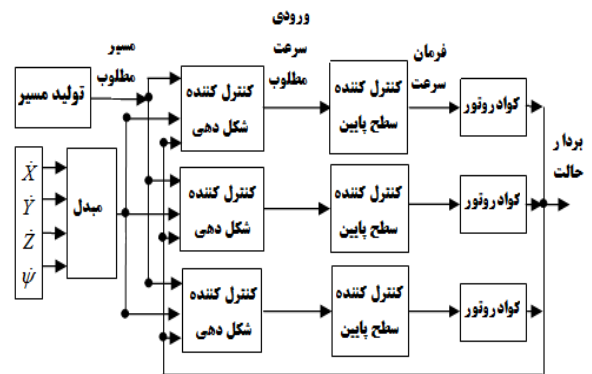 ورودی
سرعت
مطلوب
مسیر
مطلوب
فرمان
سرعت
تولید مسیر
کنترل کننده
شکل دهی
کنترل کننده
سطح پایین
کوادروتور
بردار
حالت
Ẋ
Ẏ
Ż
ψ̇
مبدل
کنترل کننده
شکل دهی
کنترل کننده
سطح پایین
کوادروتور
کنترل کننده
شکل دهی
کنترل کننده
سطح پایین
کوادروتور